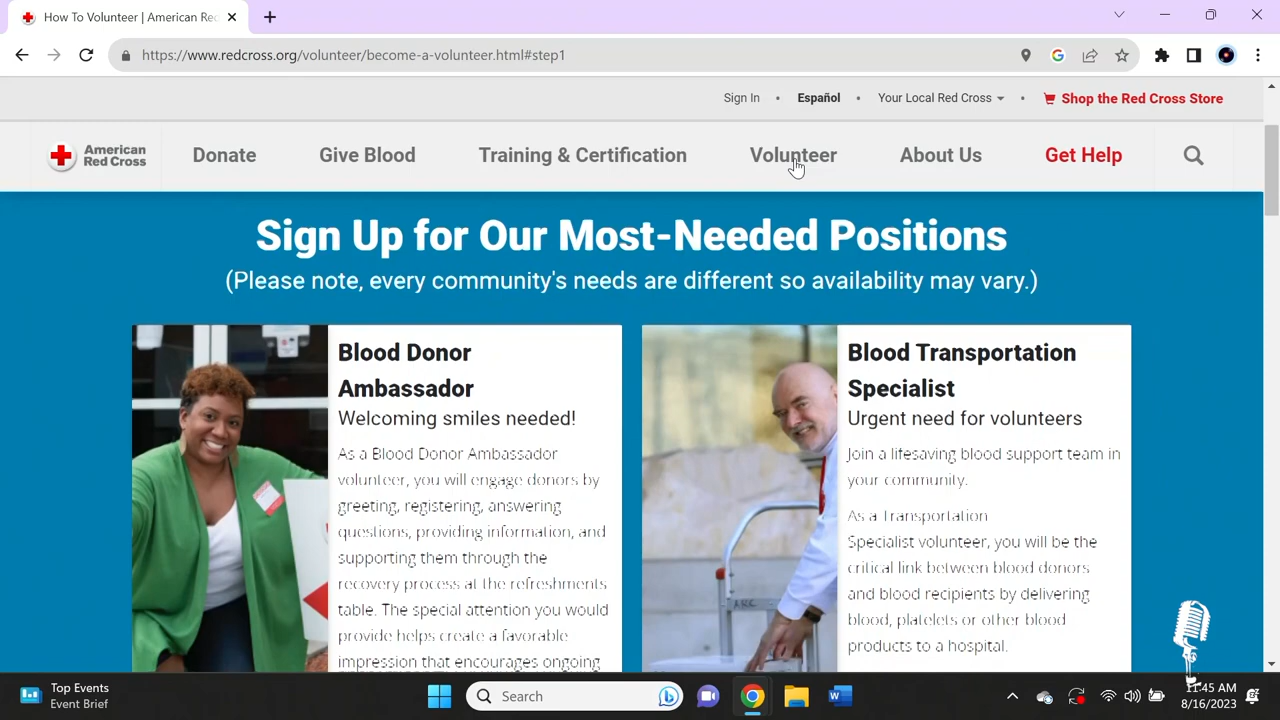 How To Volunteer | American Rec
https://www.redcross.org/volunteer/become-a-volunteer.html#step1
Sign In • Español • Your Local Red Cross • Shop the Red Cross Store
American Red Cross
Donate Give Blood Training & Certification Volunteer About Us Get Help
Sign Up for Our Most-Needed Positions
(Please note, every community's needs are different so availability may vary.)
Blood Donor
Ambassador
Welcoming smiles needed!
As a Blood Donor Ambassador
volunteer, you will engage donors by
greeting, registering, answering
questions, providing information, and
supporting them through the
recovery process at the refreshments
table. The special attention you would
provide helps create a favorable
impression that encourages ongoing
Blood Transportation
Specialist
Urgent need for volunteers
Join a lifesaving blood support team in
your community.
As a Transportation
Specialist volunteer, you will be the
critical link between blood donors
and blood recipients by delivering
blood, platelets or other blood
products to a hospital.
ARC
Top Events
Event Brief
Search
11:45 AM
8/16/2023